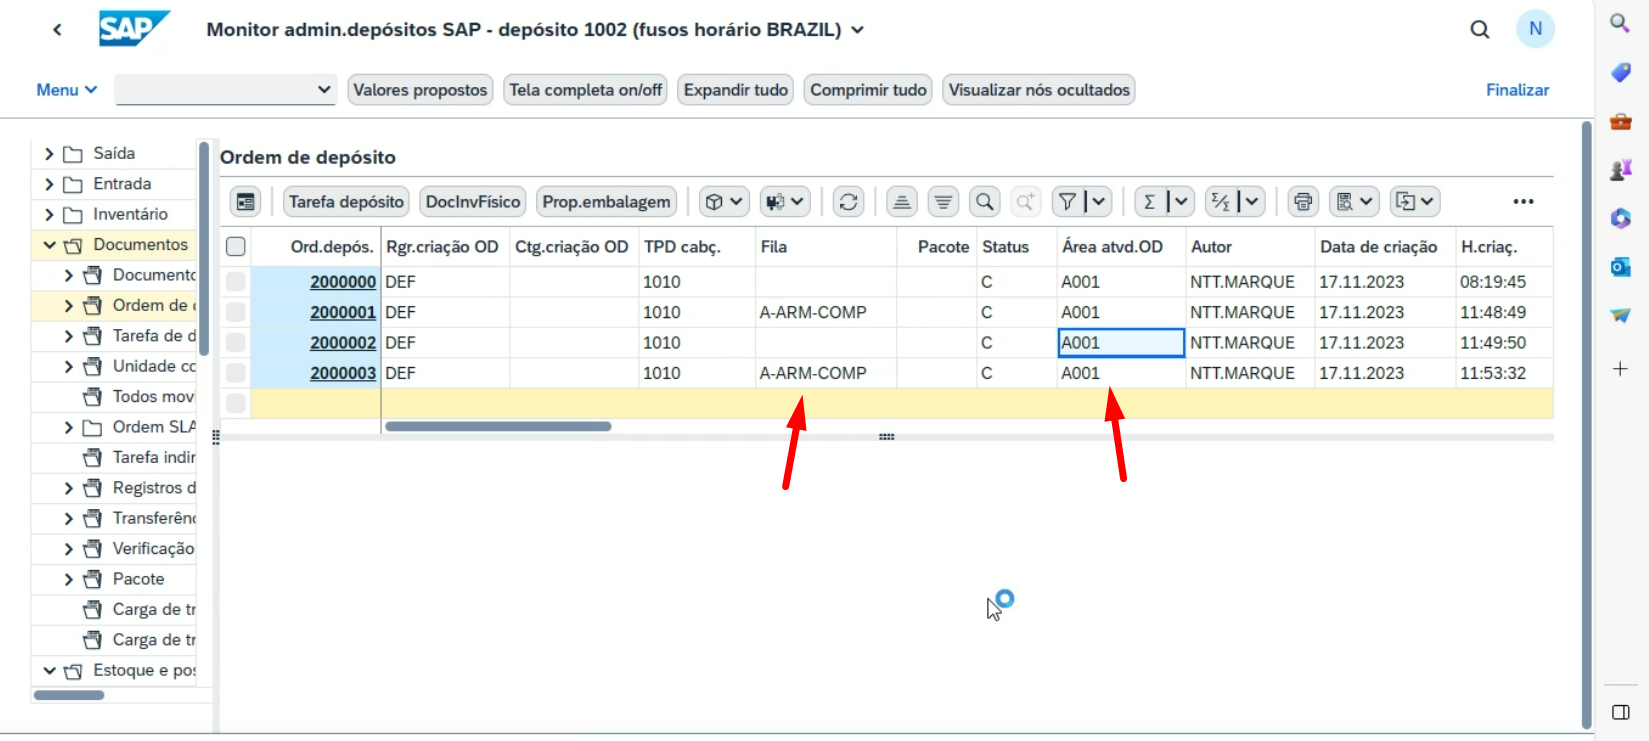 SAP Monitor admin.depósitos SAP - depósito 1002 (fusos horário BRAZIL) N
Menu Valores propostos Tela completa on/off Expandir tudo Comprimir tudo Visualizar nós ocultados Finalizar
Saída
Entrada
Inventário
Documentos
Documento
Ordem de
Tarefa de d
Unidade co
Todos movi
Ordem SLA
Tarefa indir
Registros d
Transferên
Verificação
Pacote
Carga de tr
Carga de tr
Estoque e pos
Ordem de depósito
Tarefa depósito DocInvFísico Prop.embalagem
Ord.depós. Rgr.criação OD Ctg.criação OD TPD cabç. Fila Pacote Status Área atvd.OD Autor Data de criação H.criaç.
2000000 DEF 1010 C A001 NTT.MARQUE 17.11.2023 08:19:45
2000001 DEF 1010 A-ARM-COMP C A001 NTT.MARQUE 17.11.2023 11:48:49
2000002 DEF 1010 C A001 NTT.MARQUE 17.11.2023 11:49:50
2000003 DEF 1010 A-ARM-COMP C A001 NTT.MARQUE 17.11.2023 11:53:32